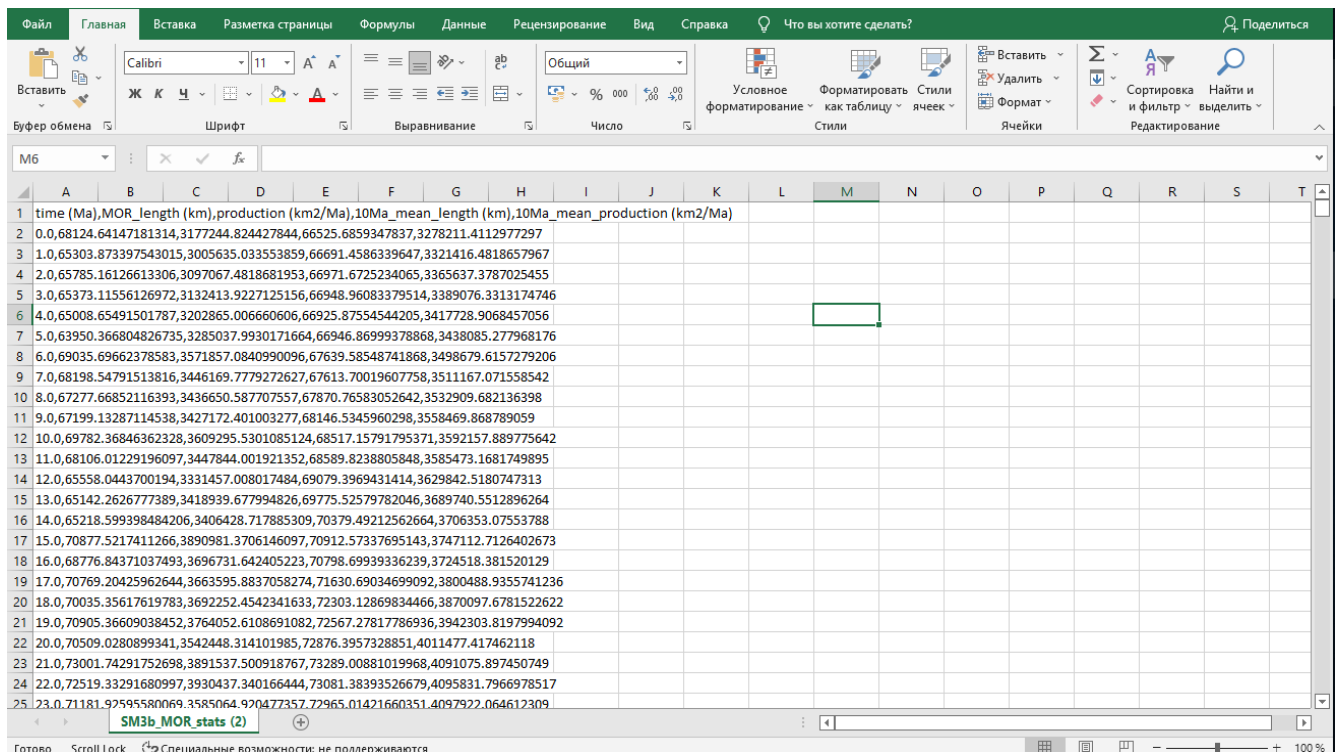 Файл Главная Вставка Разметка страницы Формулы Данные Рецензирование Вид Справка Что вы хотите сделать? Поделиться
Calibri 11 Общий
Вставить Ж К Ч % 000 Условное форматирование Форматировать как таблицу Стили ячеек Вставить Удалить Формат Сортировка и фильтр Найти и выделить
Буфер обмена Шрифт Выравнивание Число Стили Ячейки Редактирование
M6 fx
A B C D E F G H I J K L M N O P Q R S T
1 time (Ma),MOR_length (km),production (km2/Ma),10Ma_mean_length (km),10Ma_mean_production (km2/Ma)
2 0.0,68124.64147181314,3177244.824427844,66525.6859347837,3278211.4112977297
3 1.0,65303.873397543015,3005635.033553859,66691.4586339647,3321416.4818657967
4 2.0,65785.16126613306,3097067.4818681953,66971.6725234065,3365637.3787025455
5 3.0,65373.11556126972,3132413.9227125156,66948.96083379514,3389076.3313174746
6 4.0,65008.65491501787,3202865.006660606,66925.87554544205,3417728.9068457056
7 5.0,63950.366804826735,3285037.9930171664,66946.86999378868,3438085.277968176
8 6.0,69035.69662378583,3571857.0840990096,67639.58548741868,3498679.6157279206
9 7.0,68198.54791513816,3446169.7779272627,67613.70019607758,3511167.071558542
10 8.0,67277.66852116393,3436650.587707557,67870.76583052642,3532909.682136398
11 9.0,67199.13287114538,3427172.401003277,68146.5345960298,3558469.868789059
12 10.0,69782.36846362328,3609295.5301085124,68517.15791795371,3592157.889775642
13 11.0,68106.01229196097,3447844.001921352,68589.8238805848,3585473.1681749895
14 12.0,65558.0443700194,3331457.008017484,69079.3969431414,3629842.5180747313
15 13.0,65142.2626777389,3418939.677994826,69775.52579782046,3689740.5512896264
16 14.0,65218.599398484206,3406428.717885309,70379.49212562664,3706353.07553788
17 15.0,70877.5217411266,3890981.3706146097,70912.57337695143,3747112.7126402673
18 16.0,68776.84371037493,3696731.642405223,70798.69939336239,3724518.381520129
19 17.0,70769.20425962644,3663595.8837058274,71630.69034699092,3800488.9355741236
20 18.0,70035.35617619783,3692252.4542341633,72303.12869834466,3870097.6781522622
21 19.0,70905.36609038452,3764052.6108691082,72567.27817786936,3942303.8197994092
22 20.0,70509.0280899341,3542448.314101985,72876.3957328851,4011477.417462118
23 21.0,73001.74291752698,3891537.500918767,73289.00881019968,4091075.897450749
24 22.0,72519.33291680997,3930437.340166444,73081.38393526679,4095831.7966978517
25 23.0,71181.92595580069,3585064.920477357,72965.01421660351,4097922.064612309
SM3b_MOR_stats (2)
Готово Scroll Lock Специальные возможности: не поддерживаются 100 %